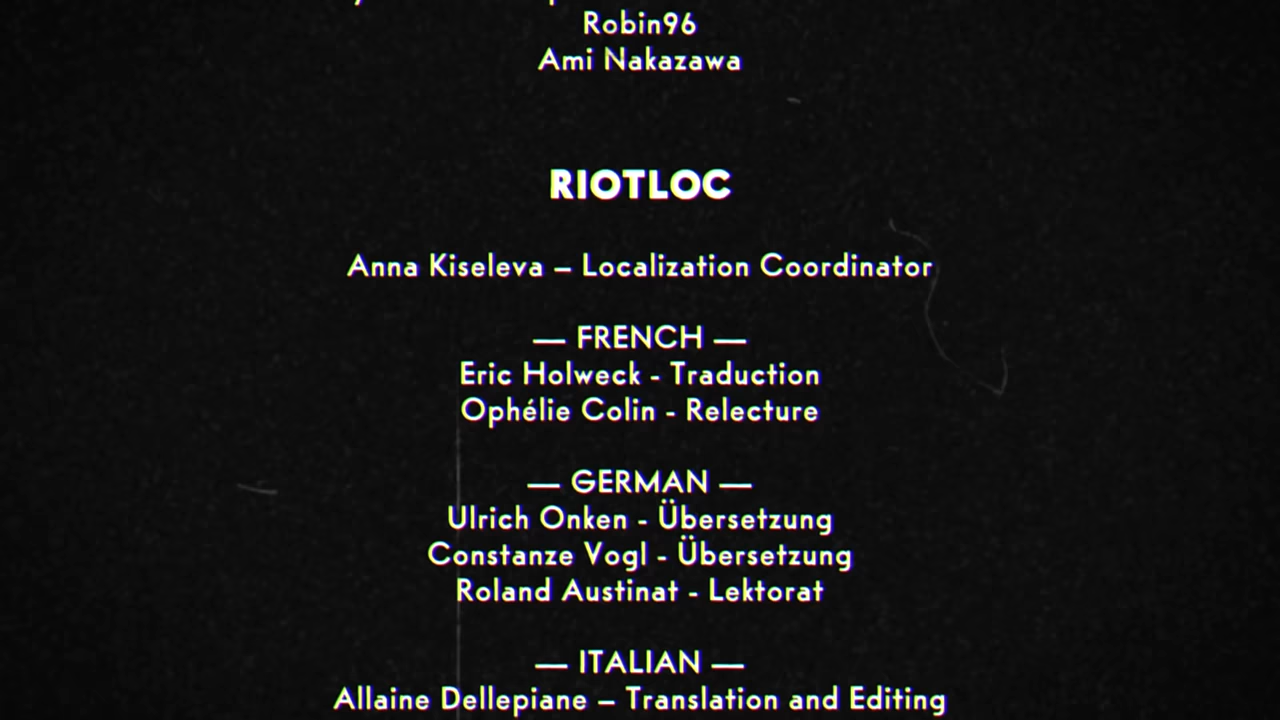 Robin96
Ami Nakazawa
RIOTLOC
Anna Kiseleva – Localization Coordinator
— FRENCH —
Eric Holweck - Traduction
Ophélie Colin - Relecture
— GERMAN —
Ulrich Onken - Übersetzung
Constanze Vogl - Übersetzung
Roland Austinat - Lektorat
— ITALIAN —
Allaine Dellepiane – Translation and Editing